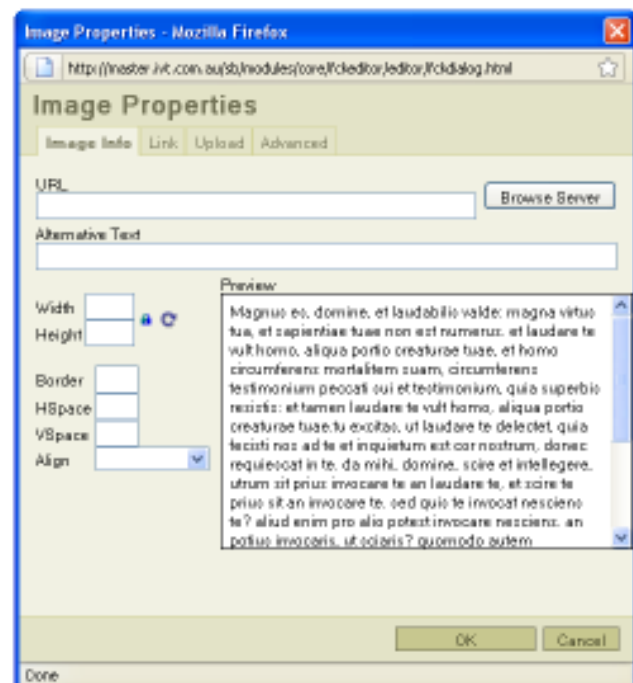 Image Properties - Mozilla Firefox
http://master.ivt.com.au/sb/modules/core/fckeditor/editor/fckdialog.html
Image Properties
Image Info Link Upload Advanced
URL
Browse Server
Alternative Text
Preview
Width
Height
Border
HSpace
VSpace
Align
Magnus es, domine, et laudabilis valde: magna virtus
tua, et sapientiae tuae non est numerus. et laudare te
vult homo, aliqua portio creaturae tuae, et homo
circumferens mortalitem suam, circumferens
testimonium peccati sui et testimonium, quia superbis
resistis: et tamen laudare te vult homo, aliqua portio
creaturae tuae.tu excitas, ut laudare te delectet, quia
fecisti nos ad te et inquietum est cor nostrum, donec
requiescat in te. da mihi, domine, scire et intellegere,
utrum sit prius invocare te an laudare te, et scire te
prius sit an invocare te. sed quis te invocat nesciens
te? aliud enim pro alio potest invocare nesciens. an
potius invocaris, ut sciaris? quomodo autem
OK Cancel
Done